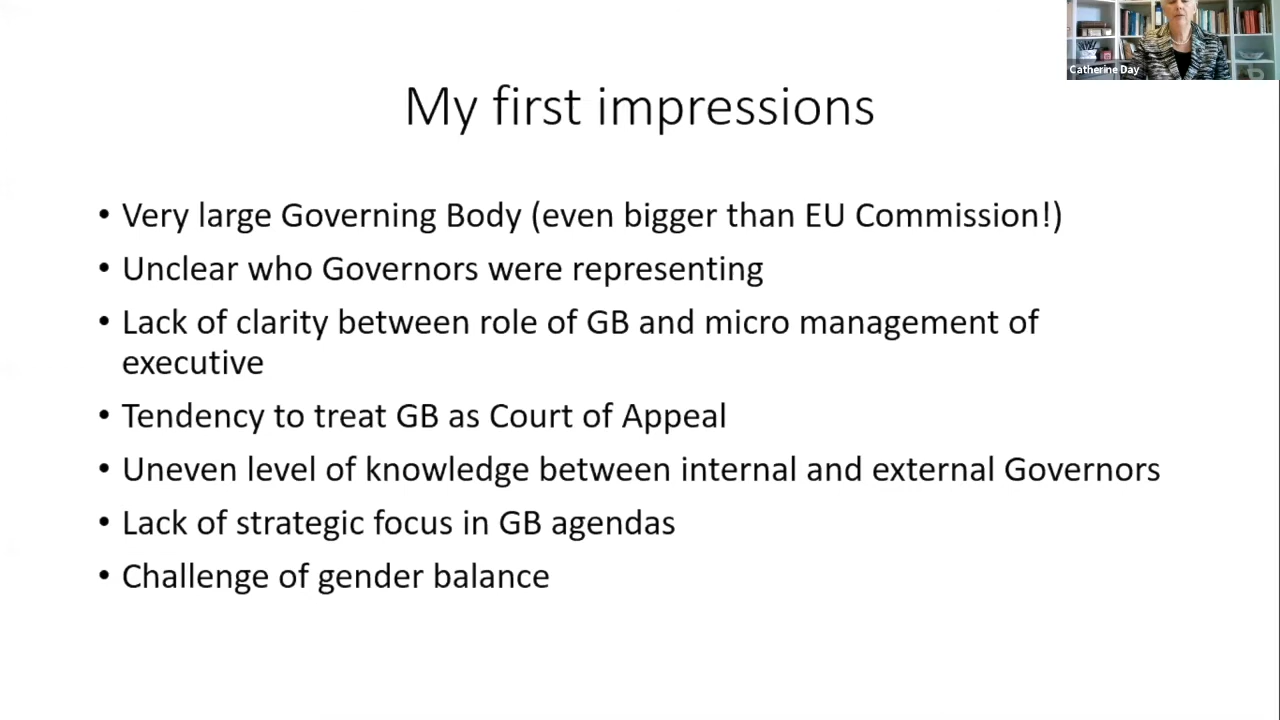 Catherine Day
My first impressions
• Very large Governing Body (even bigger than EU Commission!)
• Unclear who Governors were representing
• Lack of clarity between role of GB and micro management of
executive
• Tendency to treat GB as Court of Appeal
• Uneven level of knowledge between internal and external Governors
• Lack of strategic focus in GB agendas
• Challenge of gender balance